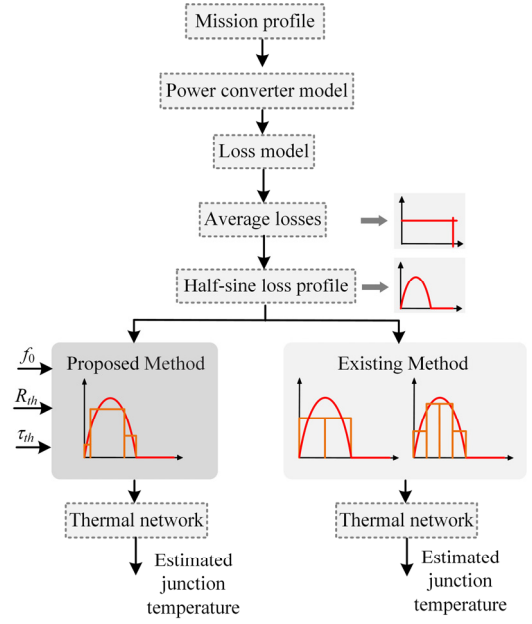 Mission profile
Power converter model
Loss model
Average losses
Half-sine loss profile
Proposed Method
f0
Rth
τth
Existing Method
Thermal network
Thermal network
Estimated
junction
temperature
Estimated
junction
temperature